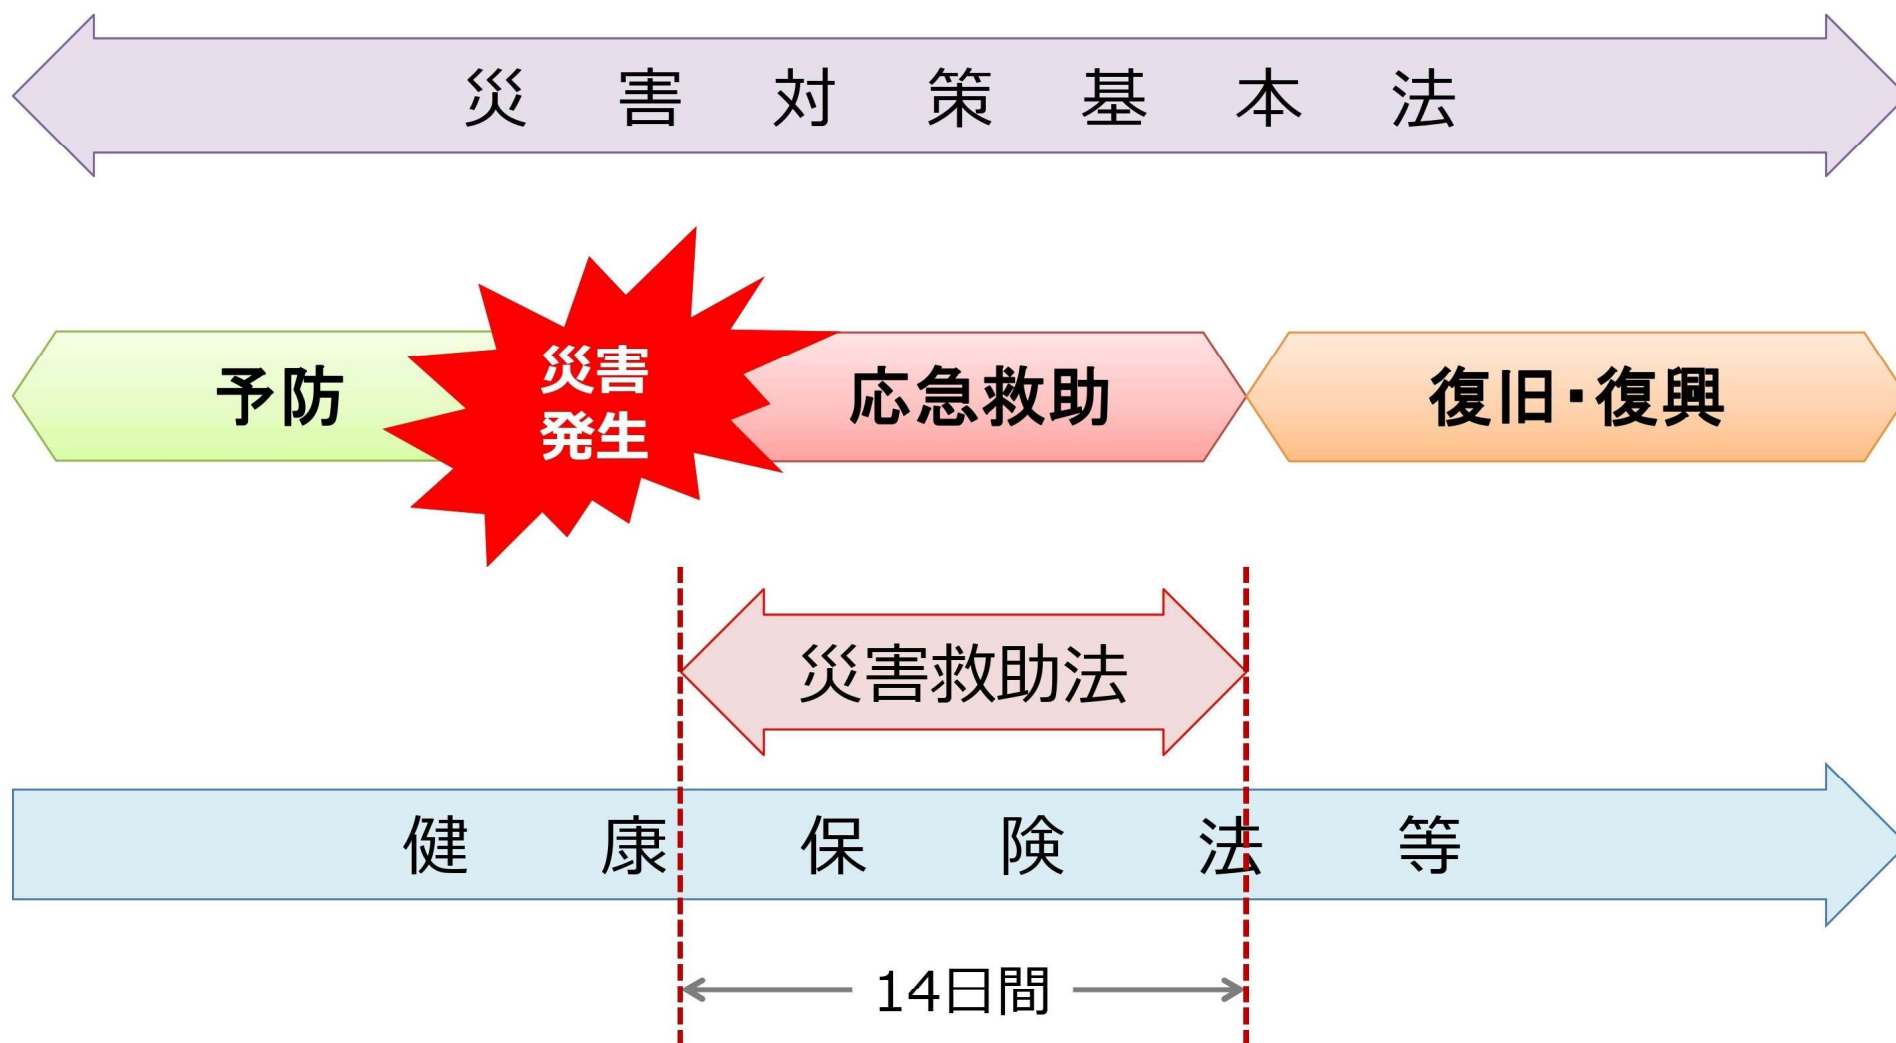 災害対策基本法
予防
災害
発生
応急救助
復旧・復興
災害救助法
健康保険法等
14日間